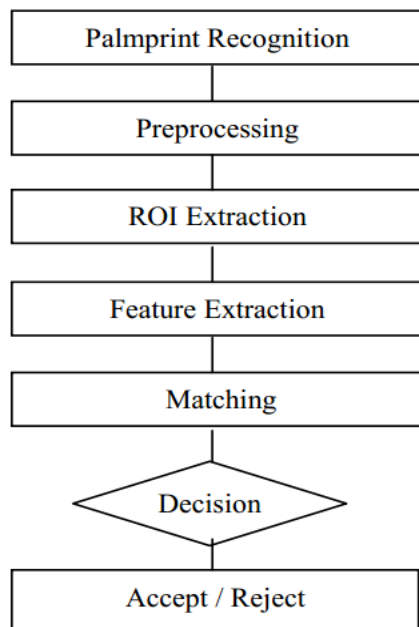 Palmprint Recognition
Preprocessing
ROI Extraction
Feature Extraction
Matching
Decision
Accept / Reject